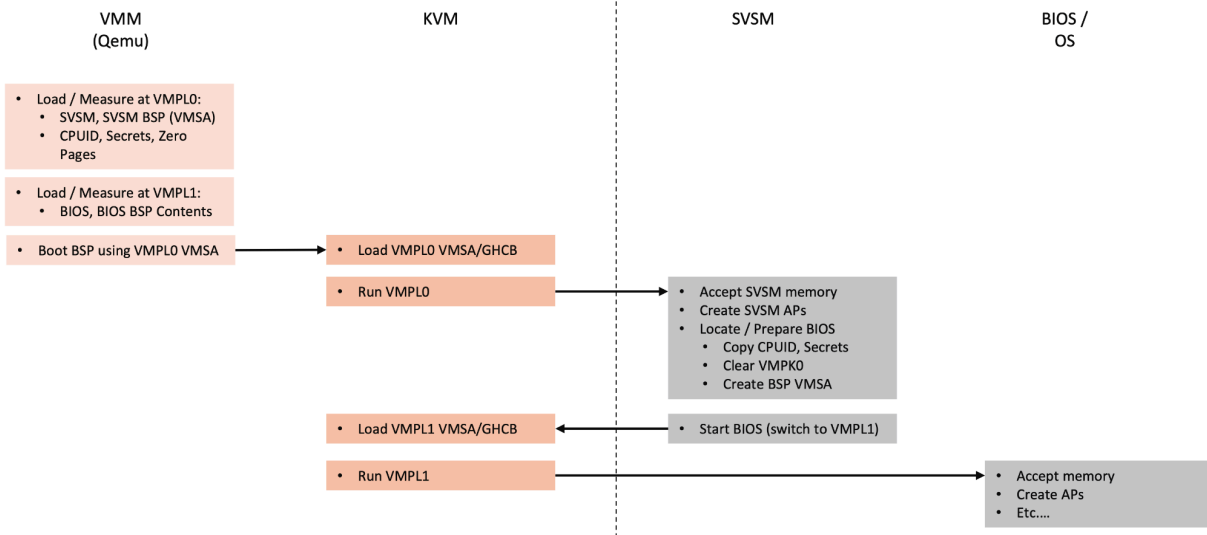 VMM
(Qemu)
KVM
SVSM
BIOS /
OS
• Load / Measure at VMPL0:
• SVSM, SVSM BSP (VMSA)
• CPUID, Secrets, Zero
Pages
• Load / Measure at VMPL1:
• BIOS, BIOS BSP Contents
• Boot BSP using VMPL0 VMSA
• Load VMPL0 VMSA/GHCB
• Run VMPL0
• Accept SVSM memory
• Create SVSM APs
• Locate / Prepare BIOS
• Copy CPUID, Secrets
• Clear VMPK0
• Create BSP VMSA
• Load VMPL1 VMSA/GHCB
• Start BIOS (switch to VMPL1)
• Run VMPL1
• Accept memory
• Create APs
• Etc.…